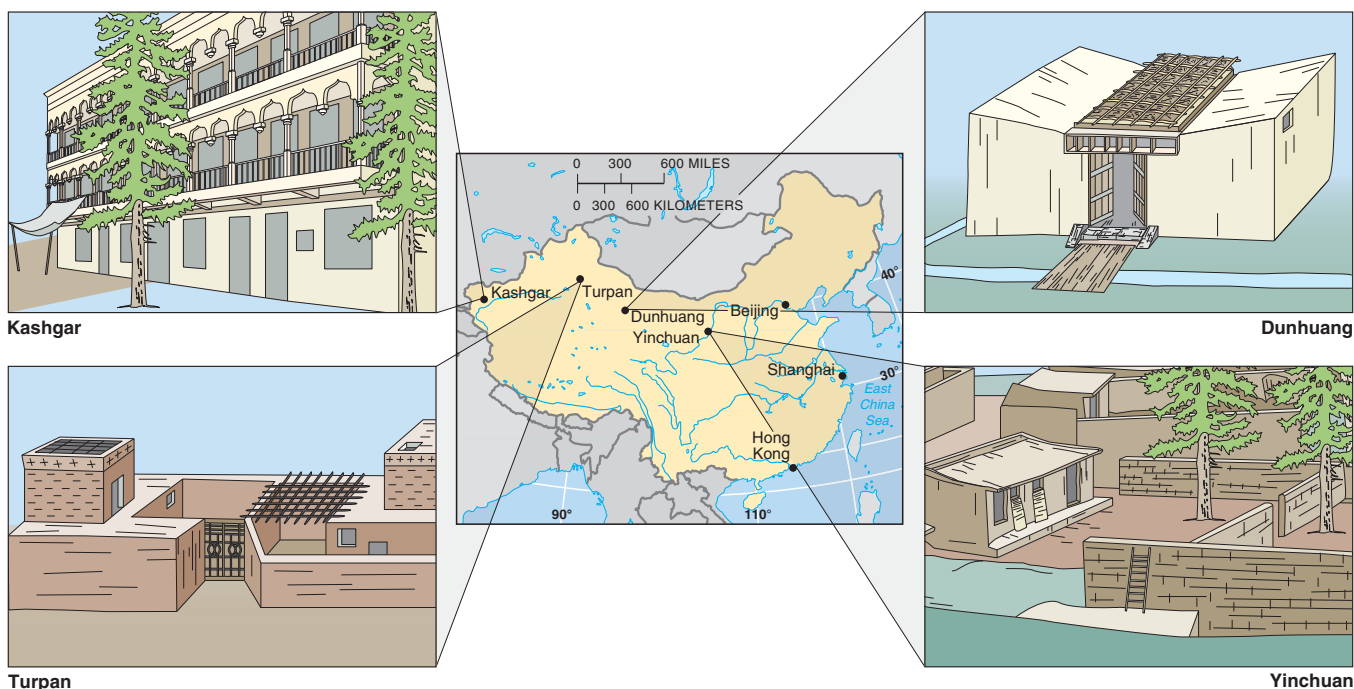 Kashgar
Dunhuang
Turpan
Yinchuan
0 300 600 MILES
0 300 600 KILOMETERS
Kashgar
Turpan
Dunhuang
Beijing
Yinchuan
Shanghai
Hong
Kong
East
China
Sea
40°
30°
90°
110°